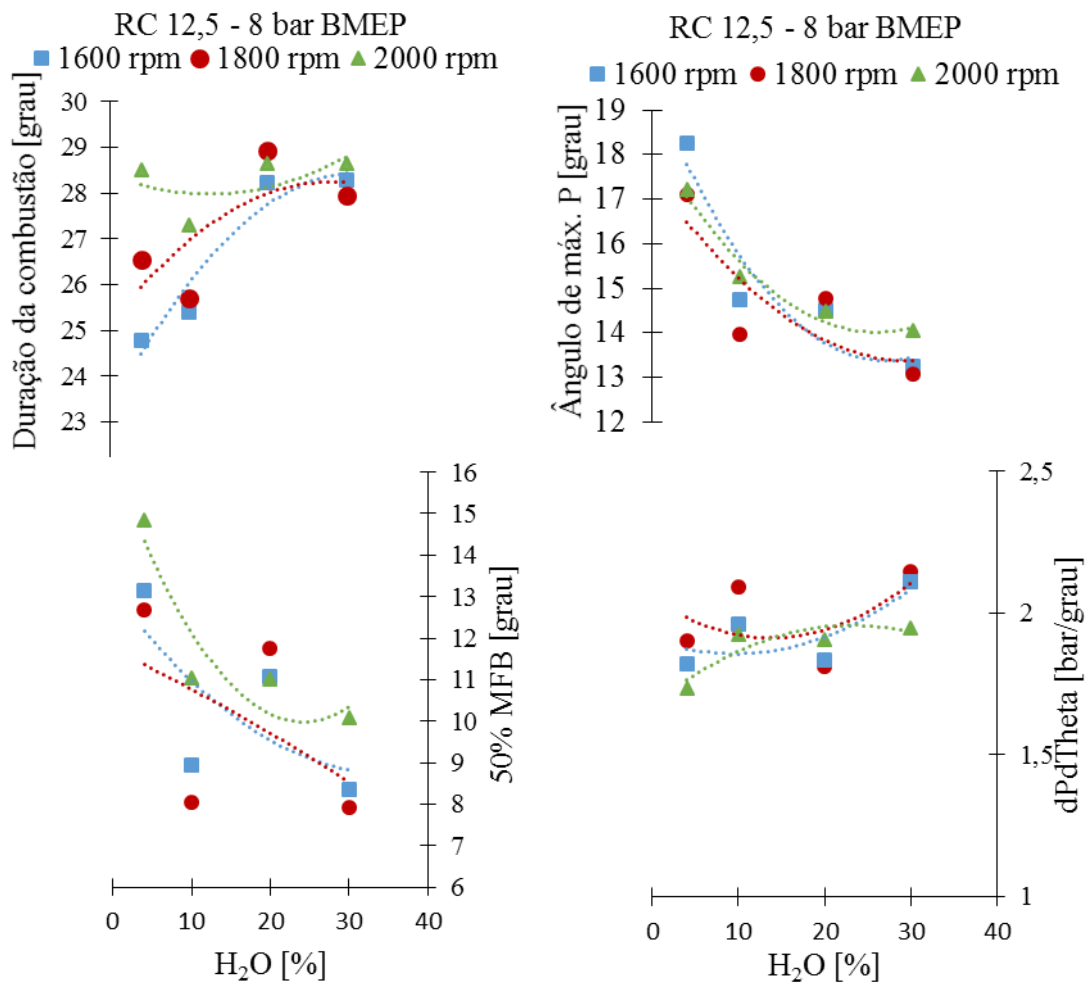 RC 12,5 - 8 bar BMEP
1600 rpm 1800 rpm 2000 rpm
Duração da combustão [grau]
30
29
28
27
26
25
24
23
RC 12,5 - 8 bar BMEP
1600 rpm 1800 rpm 2000 rpm
Ângulo de máx. P [grau]
19
18
17
16
15
14
13
12
16
15
14
13
12
11
10
9
8
7
6
50% MFB [grau]
0 10 20 30 40
H₂O [%]
2,5
2
1,5
1
dPdTheta [bar/grau]
0 10 20 30 40
H₂O [%]